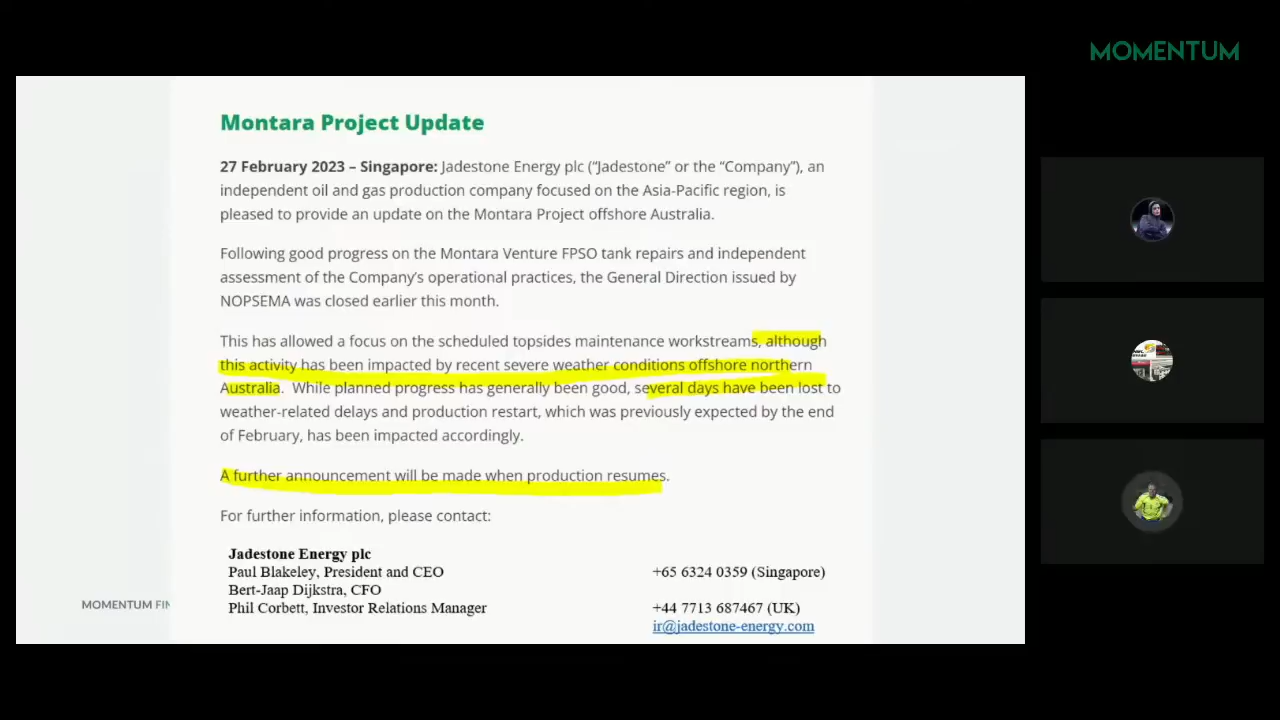 MOMENTUM
Montara Project Update
27 February 2023 – Singapore: Jadestone Energy plc (“Jadestone” or the “Company”), an
independent oil and gas production company focused on the Asia-Pacific region, is
pleased to provide an update on the Montara Project offshore Australia.
Following good progress on the Montara Venture FPSO tank repairs and independent
assessment of the Company’s operational practices, the General Direction issued by
NOPSEMA was closed earlier this month.
This has allowed a focus on the scheduled topsides maintenance workstreams, although
this activity has been impacted by recent severe weather conditions offshore northern
Australia.  While planned progress has generally been good, several days have been lost to
weather-related delays and production restart, which was previously expected by the end
of February, has been impacted accordingly.
A further announcement will be made when production resumes.
For further information, please contact:
Jadestone Energy plc
Paul Blakeley, President and CEO +65 6324 0359 (Singapore)
Bert-Jaap Dijkstra, CFO
Phil Corbett, Investor Relations Manager +44 7713 687467 (UK)
ir@jadestone-energy.com
MOMENTUM FIN